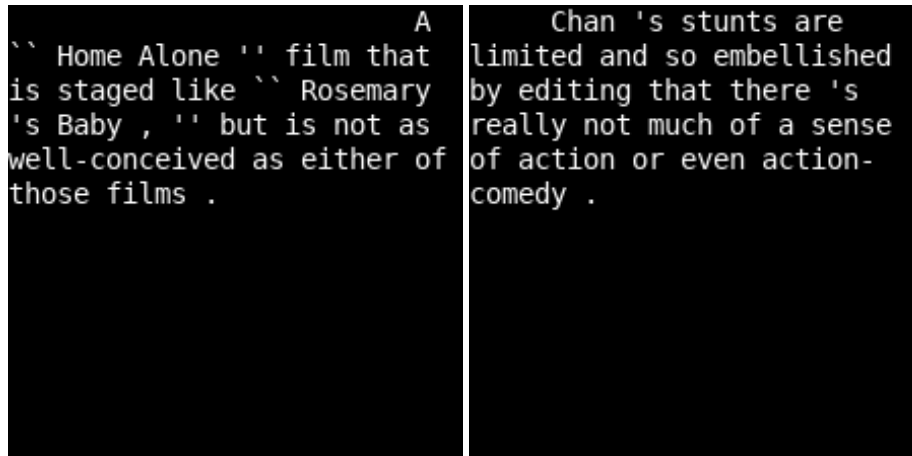 A
`` Home Alone '' film that
is staged like `` Rosemary
's Baby , '' but is not as
well-conceived as either of
those films .
Chan 's stunts are
limited and so embellished
by editing that there 's
really not much of a sense
of action or even action-
comedy .